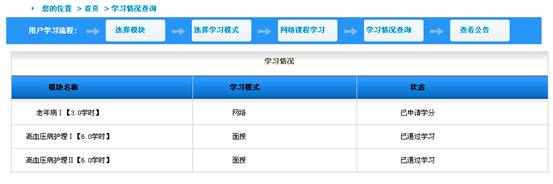 您的位置 > 首页 > 学习情况查询
用户学习流程： 选择模块 选择学习模式 网络课程学习 学习情况查询 查看公告
学习情况
模块名称 学习模式 状态
老年病Ⅰ【3.0学时】 网络 已申请学分
高血压病护理Ⅰ【6.0学时】 面授 已通过学习
高血压病护理Ⅱ【6.0学时】 面授 已通过学习